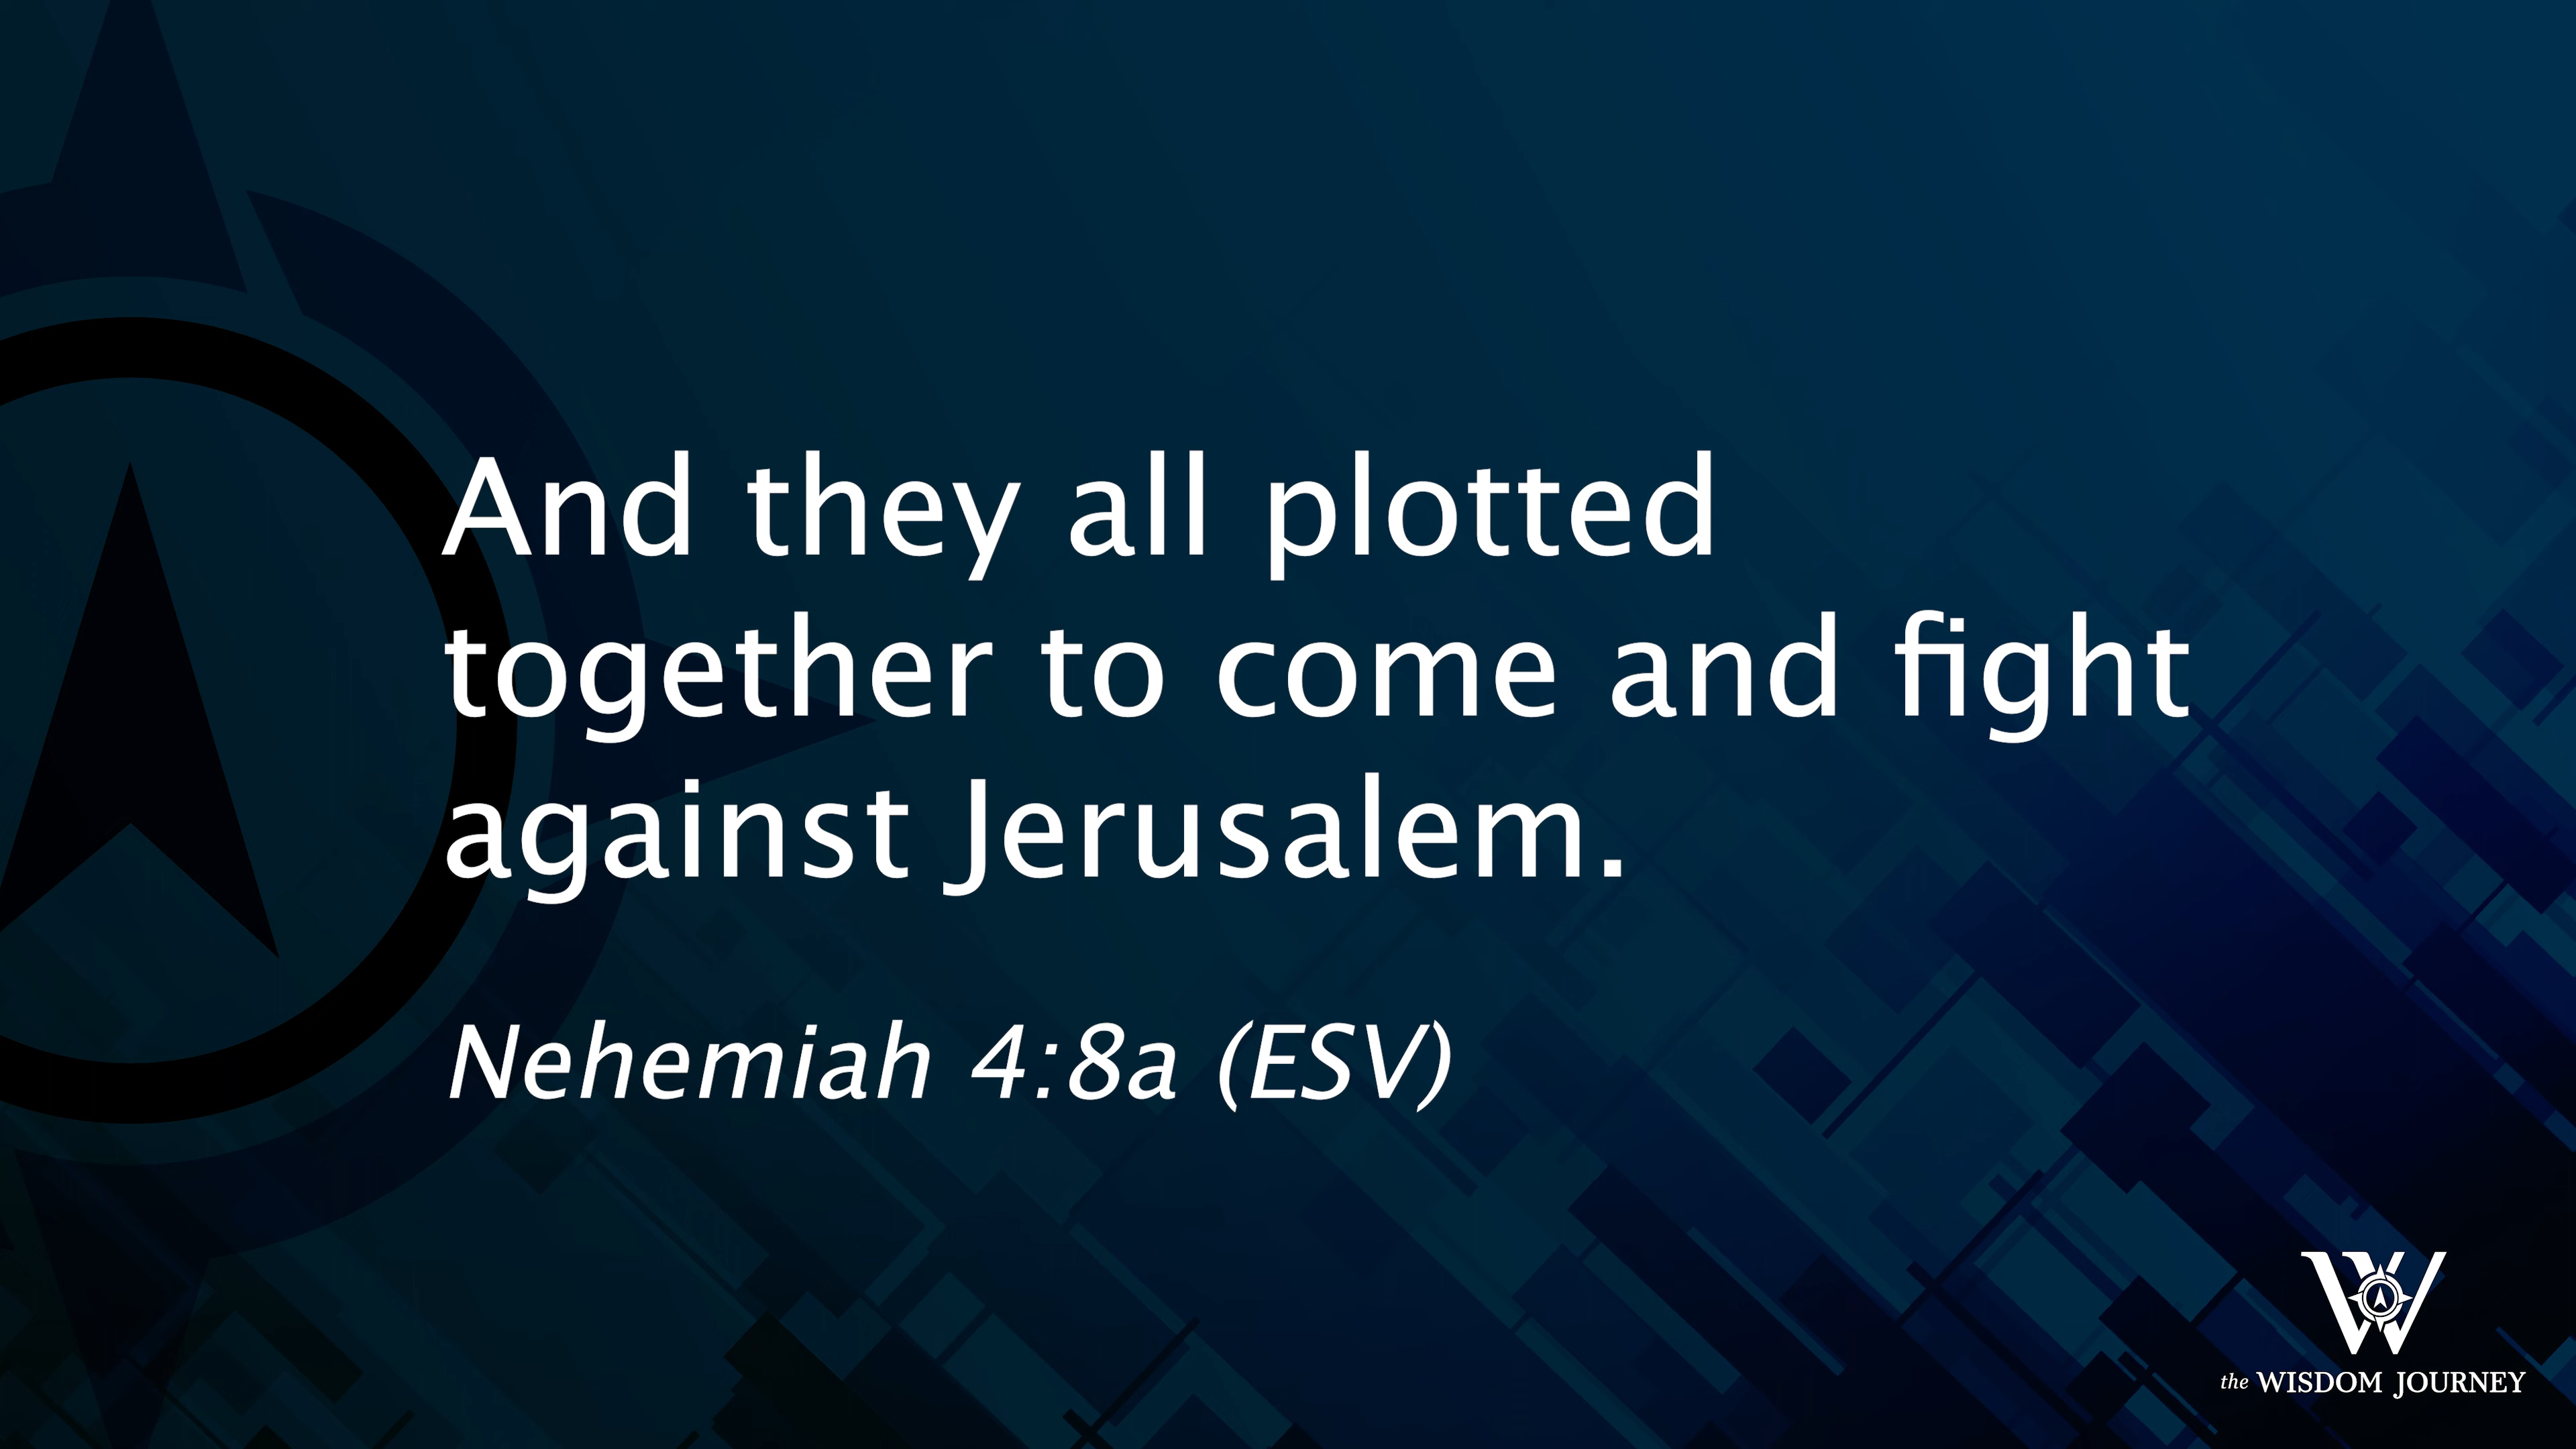 And they all plotted
together to come and fight
against Jerusalem.
Nehemiah 4:8a (ESV)
W
the WISDOM JOURNEY